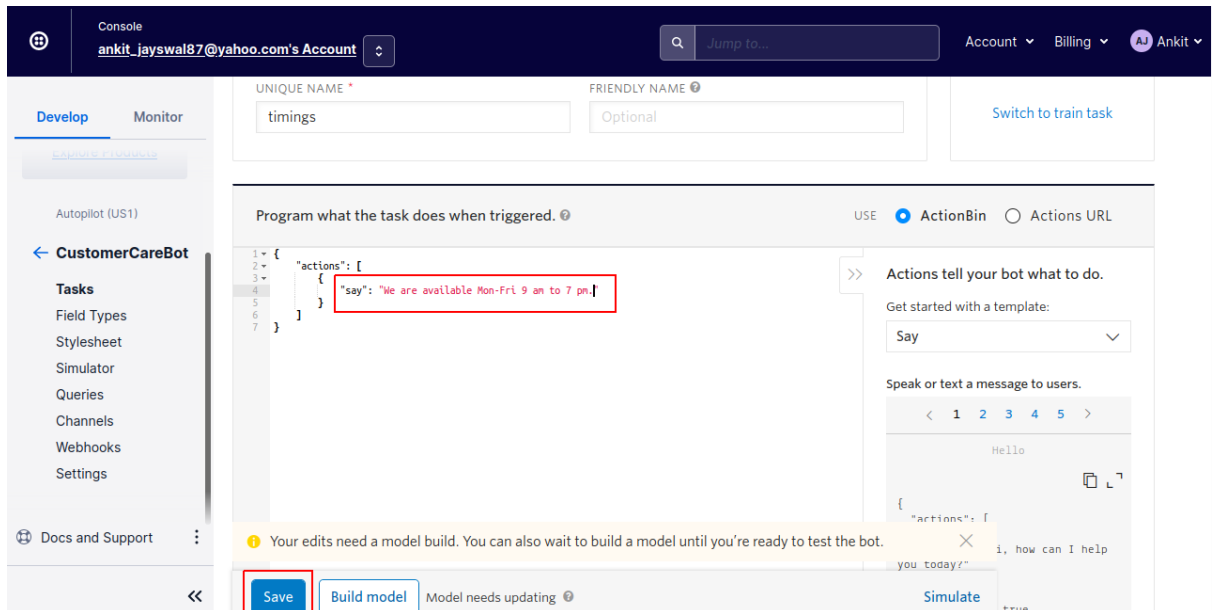 Console
ankit_jayswal87@yahoo.com's Account
Jump to...
Account
Billing
AJ Ankit
Develop
Monitor
Explore Products
Autopilot (US1)
CustomerCareBot
Tasks
Field Types
Stylesheet
Simulator
Queries
Channels
Webhooks
Settings
Docs and Support
UNIQUE NAME *
FRIENDLY NAME
timings
Optional
Switch to train task
Program what the task does when triggered.
USE ActionBin Actions URL
1 {
2 "actions": [
3 {
4 "say": "We are available Mon-Fri 9 am to 7 pm."
5 }
6 ]
7 }
Actions tell your bot what to do.
Get started with a template:
Say
Speak or text a message to users.
1 2 3 4 5
Hello
{
"actions": [
i, how can I help
you today?"
true
Your edits need a model build. You can also wait to build a model until you're ready to test the bot.
Save
Build model
Model needs updating
Simulate